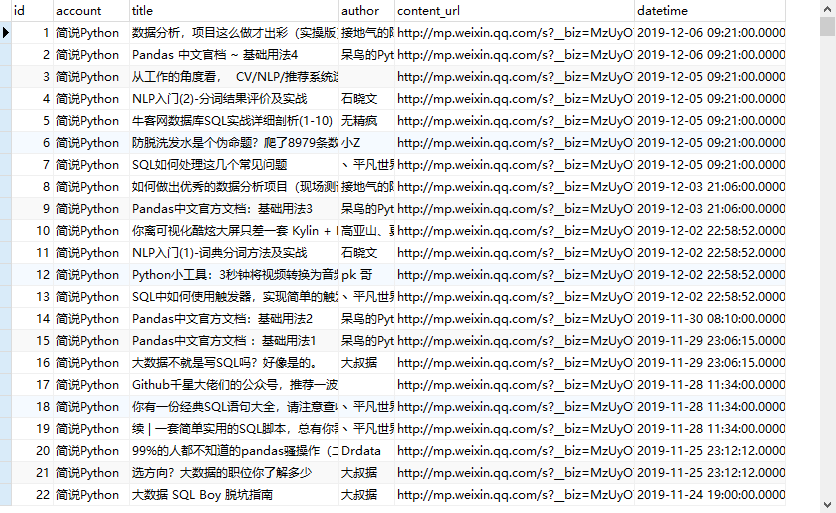 id account title author content_url datetime
1 简说Python 数据分析，项目这么做才出彩（实操版 接地气的 http://mp.weixin.qq.com/s?__biz=MzUyO 2019-12-06 09:21:00.0000
2 简说Python Pandas 中文官档 ~ 基础用法4 呆鸟的Pyt http://mp.weixin.qq.com/s?__biz=MzUyO 2019-12-06 09:21:00.0000
3 简说Python 从工作的角度看， CV/NLP/推荐系统 http://mp.weixin.qq.com/s?__biz=MzUyO 2019-12-05 09:21:00.0000
4 简说Python NLP入门(2)-分词结果评价及实战 石晓文 http://mp.weixin.qq.com/s?__biz=MzUyO 2019-12-05 09:21:00.0000
5 简说Python 牛客网数据库SQL实战详细剖析(1-10) 无精疯 http://mp.weixin.qq.com/s?__biz=MzUyO 2019-12-05 09:21:00.0000
6 简说Python 防脱洗发水是个伪命题？爬了8979条数 小Z http://mp.weixin.qq.com/s?__biz=MzUyO 2019-12-05 09:21:00.0000
7 简说Python SQL如何处理这几个常见问题 丶平凡世界 http://mp.weixin.qq.com/s?__biz=MzUyO 2019-12-05 09:21:00.0000
8 简说Python 如何做出优秀的数据分析项目（现场测 接地气的 http://mp.weixin.qq.com/s?__biz=MzUyO 2019-12-03 21:06:00.0000
9 简说Python Pandas中文官方文档：基础用法3 呆鸟的Pyt http://mp.weixin.qq.com/s?__biz=MzUyO 2019-12-03 21:06:00.0000
10 简说Python 你离可视化酷炫大屏只差一套 Kylin + 高亚山、 http://mp.weixin.qq.com/s?__biz=MzUyO 2019-12-02 22:58:52.0000
11 简说Python NLP入门(1)-词典分词方法及实战 石晓文 http://mp.weixin.qq.com/s?__biz=MzUyO 2019-12-02 22:58:52.0000
12 简说Python Python小工具：3秒钟将视频转换为音频 pk 哥 http://mp.weixin.qq.com/s?__biz=MzUyO 2019-12-02 22:58:52.0000
13 简说Python SQL中如何使用触发器，实现简单的触发 丶平凡世界 http://mp.weixin.qq.com/s?__biz=MzUyO 2019-12-02 22:58:52.0000
14 简说Python Pandas中文官方文档：基础用法2 呆鸟的Pyt http://mp.weixin.qq.com/s?__biz=MzUyO 2019-11-30 08:10:00.0000
15 简说Python Pandas中文官方文档 ：基础用法1 呆鸟的Pyt http://mp.weixin.qq.com/s?__biz=MzUyO 2019-11-29 23:06:15.0000
16 简说Python 大数据不就是写SQL吗？好像是的。 大叔据 http://mp.weixin.qq.com/s?__biz=MzUyO 2019-11-29 23:06:15.0000
17 简说Python Github千星大佬们的公众号，推荐一波 http://mp.weixin.qq.com/s?__biz=MzUyO 2019-11-28 11:34:00.0000
18 简说Python 你有一份经典SQL语句大全，请注意查收 丶平凡世界 http://mp.weixin.qq.com/s?__biz=MzUyO 2019-11-28 11:34:00.0000
19 简说Python 续 | 一套简单实用的SQL脚本，总有你 丶平凡世界 http://mp.weixin.qq.com/s?__biz=MzUyO 2019-11-28 11:34:00.0000
20 简说Python 99%的人都不知道的pandas骚操作（二 Drdata http://mp.weixin.qq.com/s?__biz=MzUyO 2019-11-25 23:12:12.0000
21 简说Python 选方向？大数据的职位你了解多少 大叔据 http://mp.weixin.qq.com/s?__biz=MzUyO 2019-11-25 23:12:12.0000
22 简说Python 大数据 SQL Boy 脱坑指南 大叔据 http://mp.weixin.qq.com/s?__biz=MzUyO 2019-11-24 19:00:00.0000